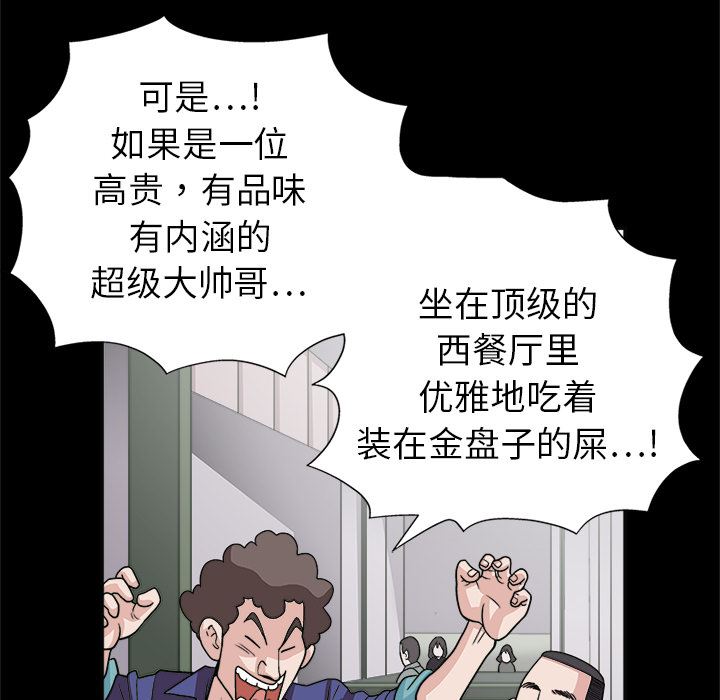 可是...!
如果是一位
高贵，有品味
有内涵的
超级大帅哥...
坐在顶级的
西餐厅里
优雅地吃着
装在金盘子的屎...!